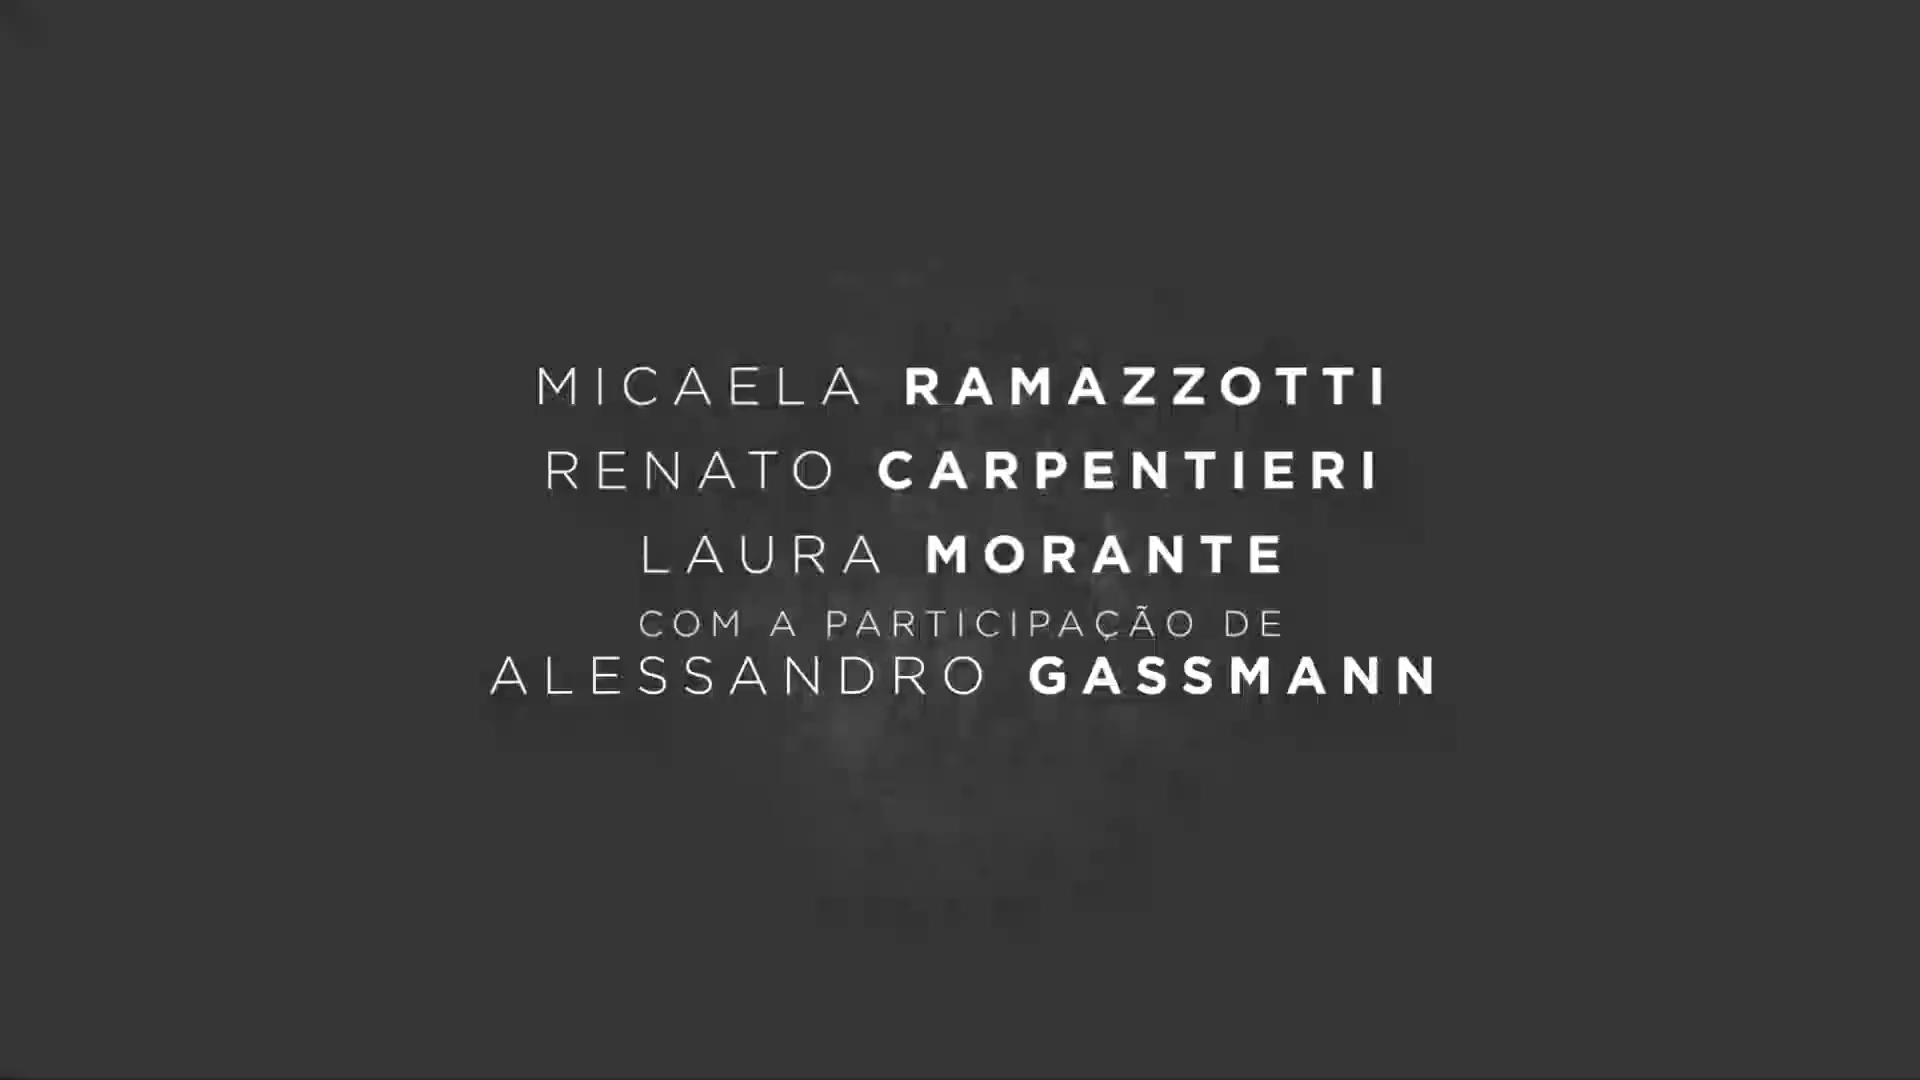 MICAELA RAMAZZOTTI
RENATO CARPENTIERI
LAURA MORANTE
COM A PARTICIPAÇÃO DE
ALESSANDRO GASSMANN